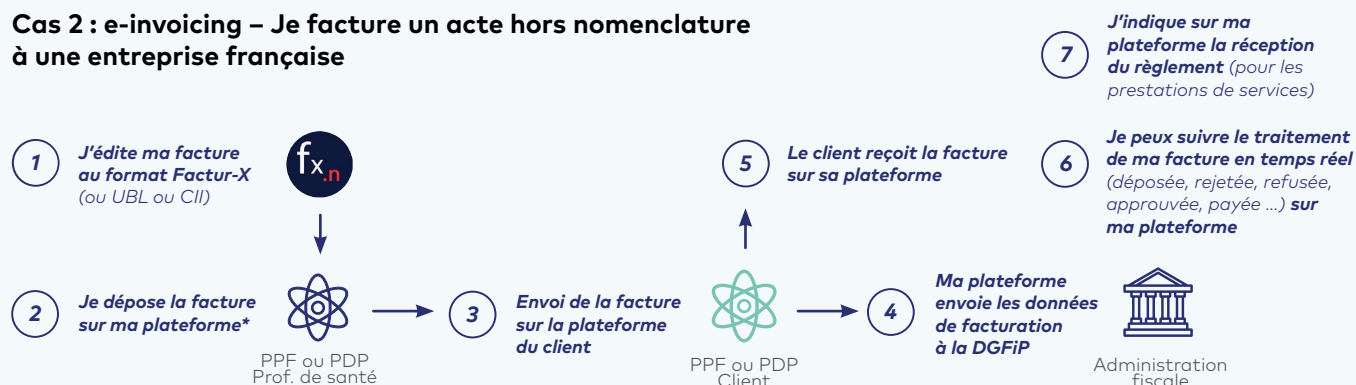 Cas 2 : e-invoicing – Je facture un acte hors nomenclature
à une entreprise française
1
J'édite ma facture
au format Factur-X
(ou UBL ou CII)
fx.n
2
Je dépose la facture
sur ma plateforme*
PPF ou PDP
Prof. de santé
3
Envoi de la facture
sur la plateforme
du client
PPF ou PDP
Client
4
Ma plateforme
envoie les données
de facturation
à la DGFiP
Administration
fiscale
5
Le client reçoit la facture
sur sa plateforme
6
Je peux suivre le traitement
de ma facture en temps réel
(déposée, rejetée, refusée,
approuvée, payée ...) sur
ma plateforme
7
J'indique sur ma
plateforme la réception
du règlement (pour les
prestations de services)